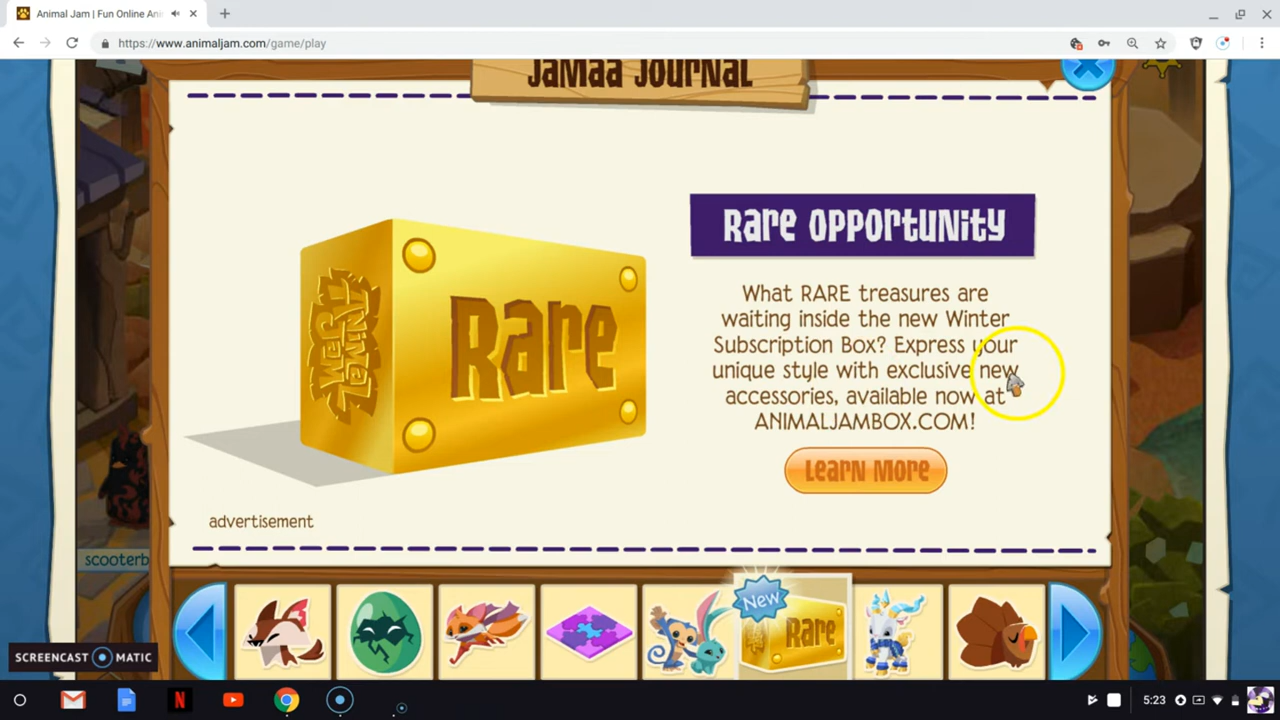 Animal Jam | Fun Online Ani
https://www.animaljam.com/game/play
Jamaa Journal
Rare Opportunity
What RARE treasures are
waiting inside the new Winter
Subscription Box? Express your
unique style with exclusive new
accessories, available now at
ANIMALJAMBOX.COM!
Learn More
ANIMAL JAM
Rare
advertisement
scooterb
New
Rare
SCREENCAST MATIC
N
5:23